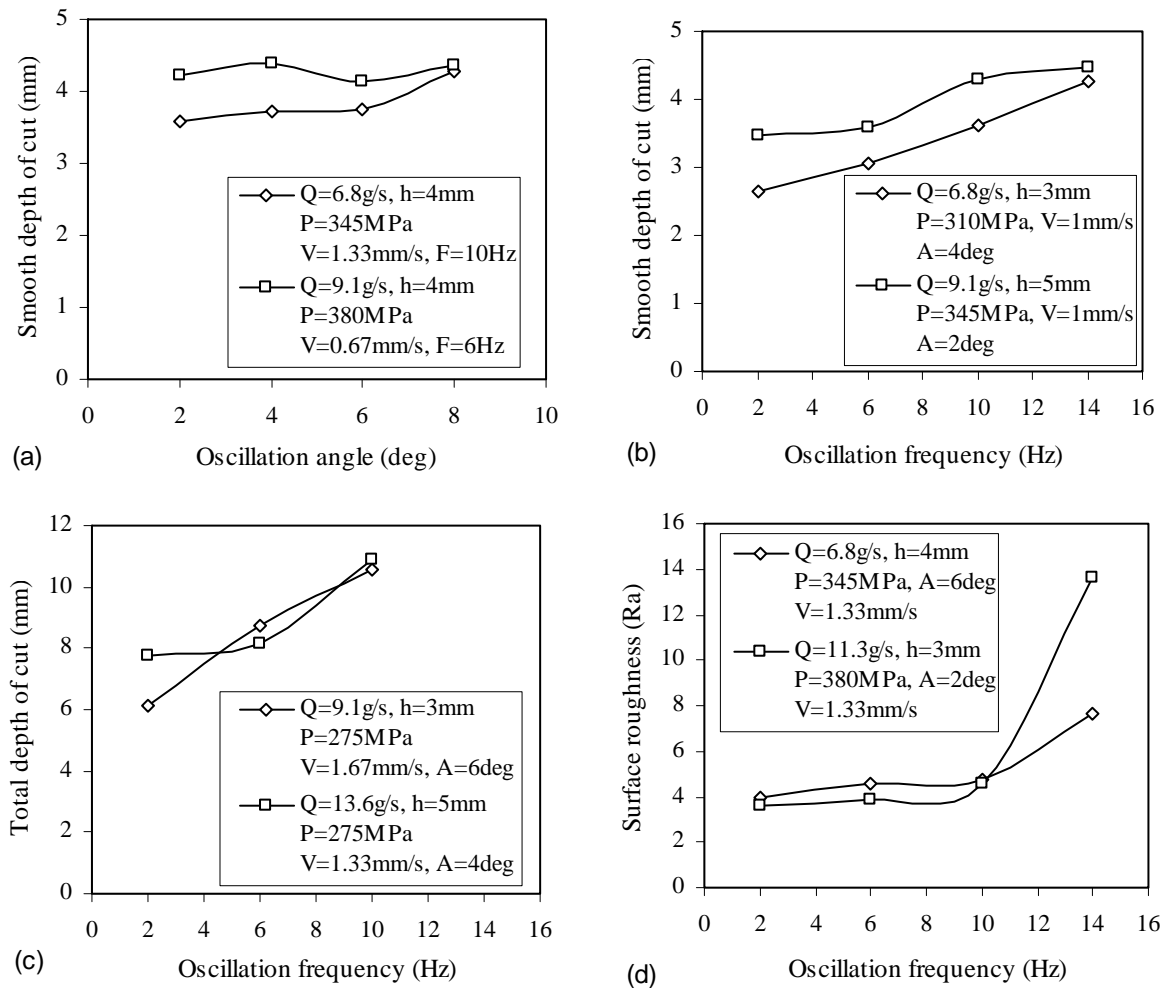 5
4
3
2
1
0
Smooth depth of cut (mm)
Q=6.8g/s, h=4mm
P=345MPa
V=1.33mm/s, F=10Hz
Q=9.1g/s, h=4mm
P=380MPa
V=0.67mm/s, F=6Hz
0 2 4 6 8 10
(a)
Oscillation angle (deg)
5
4
3
2
1
0
Smooth depth of cut (mm)
Q=6.8g/s, h=3mm
P=310MPa, V=1mm/s
A=4deg
Q=9.1g/s, h=5mm
P=345MPa, V=1mm/s
A=2deg
0 2 4 6 8 10 12 14 16
(b)
Oscillation frequency (Hz)
12
10
8
6
4
2
0
Total depth of cut (mm)
Q=9.1g/s, h=3mm
P=275MPa
V=1.67mm/s, A=6deg
Q=13.6g/s, h=5mm
P=275MPa
V=1.33mm/s, A=4deg
0 2 4 6 8 10 12 14 16
(c)
Oscillation frequency (Hz)
16
14
12
10
8
6
4
2
0
Surface roughness (Ra)
Q=6.8g/s, h=4mm
P=345MPa, A=6deg
V=1.33mm/s
Q=11.3g/s, h=3mm
P=380MPa, A=2deg
V=1.33mm/s
0 2 4 6 8 10 12 14 16
(d)
Oscillation frequency (Hz)